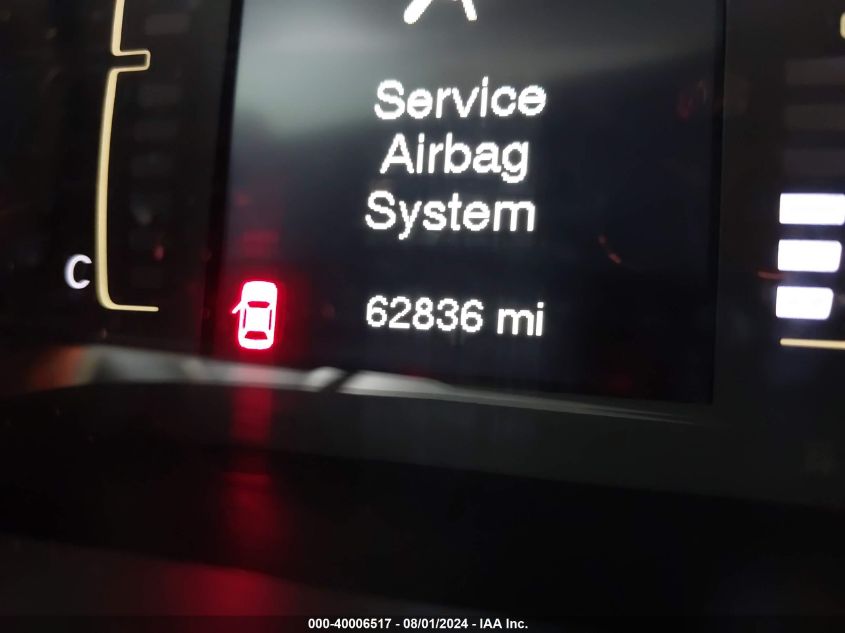 Service
Airbag
System
C
62836 mi
000-40006517 - 08/01/2024 - IAA Inc.